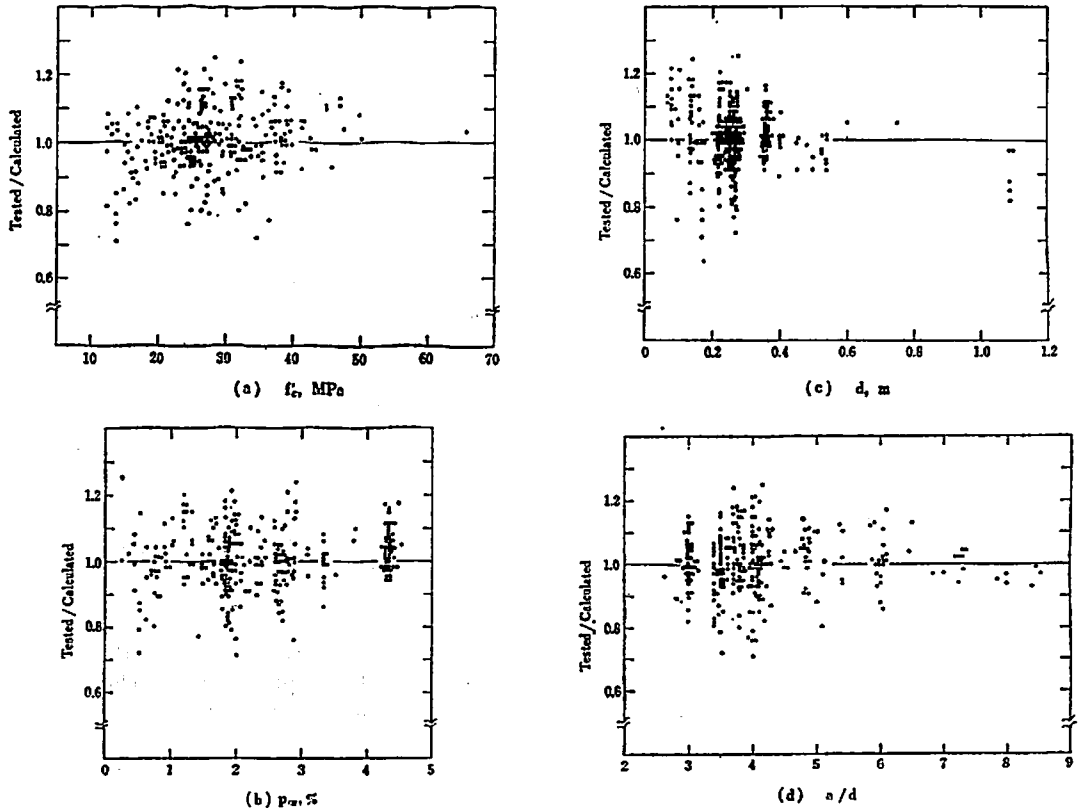 1.2
1.0
0.8
0.6
Tested / Calculated
10 20 30 40 50 60 70
(a) f'c, MPa
1.2
1.0
0.8
0.6
Tested / Calculated
0 0.2 0.4 0.6 0.8 1.0 1.2
(c) d, m
1.2
1.0
0.8
0.6
Tested / Calculated
0 1 2 3 4 5
(b) pw, %
1.2
1.0
0.8
0.6
Tested / Calculated
2 3 4 5 6 7 8 9
(d) a/d